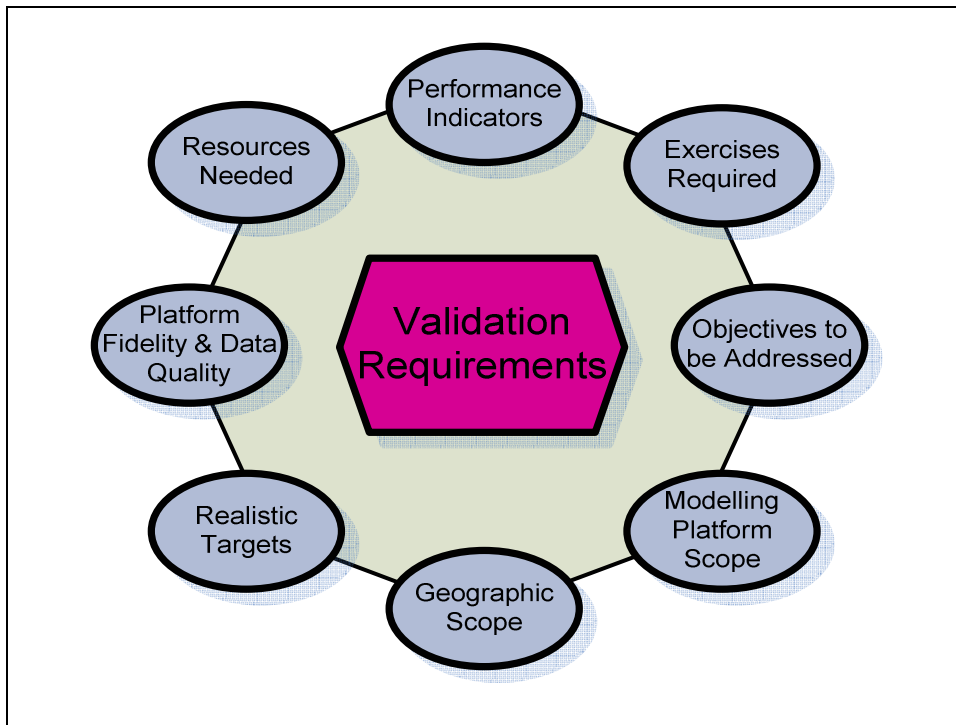 Performance
Indicators
Exercises
Required
Objectives to
be Addressed
Modelling
Platform
Scope
Geographic
Scope
Realistic
Targets
Platform
Fidelity & Data
Quality
Resources
Needed
Validation
Requirements